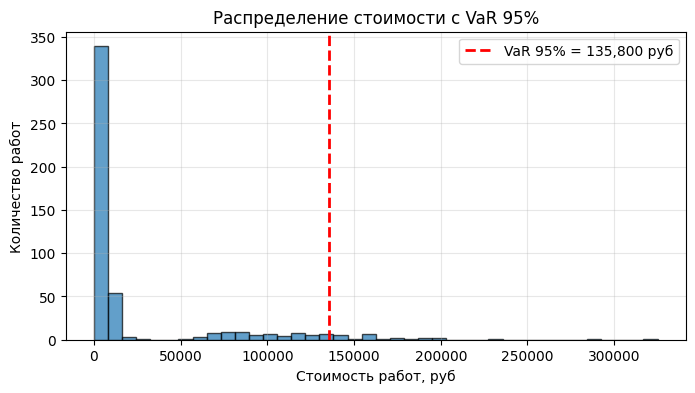 Распределение стоимости с VaR 95%
VaR 95% = 135,800 руб
Количество работ
350
300
250
200
150
100
50
0
0 50000 100000 150000 200000 250000 300000
Стоимость работ, руб